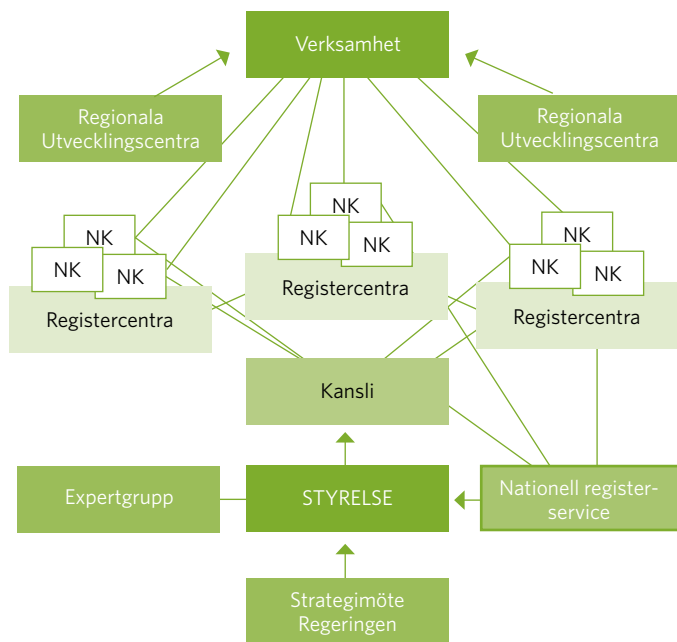 Verksamhet
Regionala
Utvecklingscentra
Regionala
Utvecklingscentra
NK
NK
NK
Registercentra
NK
NK
NK
Registercentra
NK
NK
NK
Registercentra
Kansli
Expertgrupp
STYRELSE
Nationell register-
service
Strategimöte
Regeringen